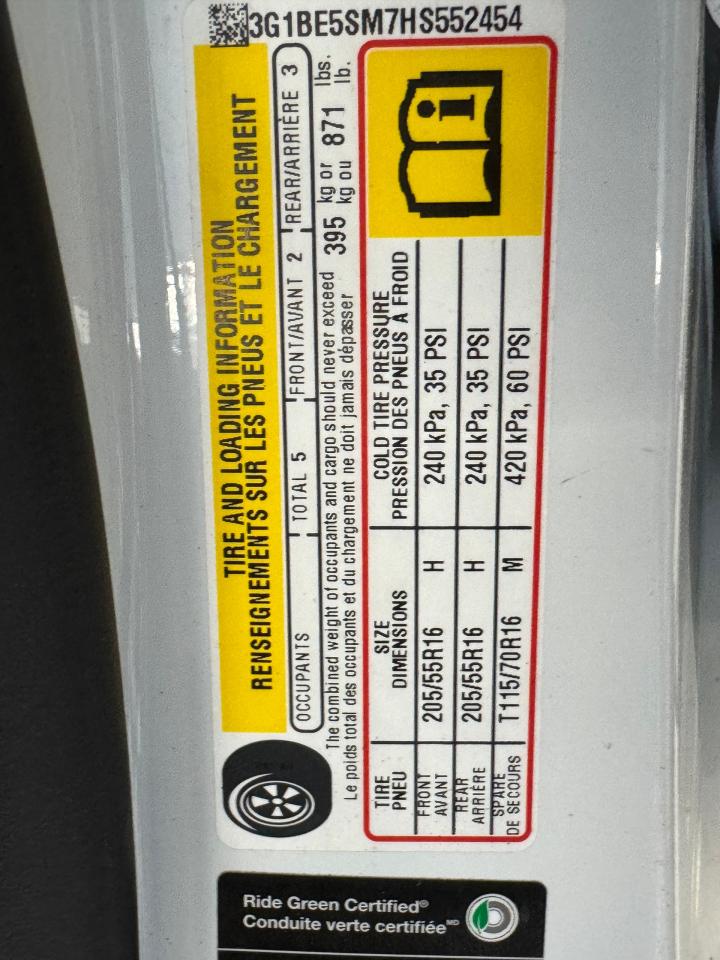 3G1BE5SM7HS552454
TIRE AND LOADING INFORMATION
RENSEIGNEMENTS SUR LES PNEUS ET LE CHARGEMENT
OCCUPANTS TOTAL 5 FRONT/AVANT 2 REAR/ARRIÈRE 3
The combined weight of occupants and cargo should never exceed 395 kg or 871 lbs.
Le poids total des occupants et du chargement ne doit jamais dépasser kg ou lb.
TIRE SIZE COLD TIRE PRESSURE
PNEU DIMENSIONS PRESSION DES PNEUS À FROID
FRONT
AVANT 205/55R16 H 240 kPa, 35 PSI
REAR
ARRIÈRE 205/55R16 H 240 kPa, 35 PSI
SPARE
DE SECOURS T115/70R16 M 420 kPa, 60 PSI
Ride Green Certified®
Conduite verte certifiée MD